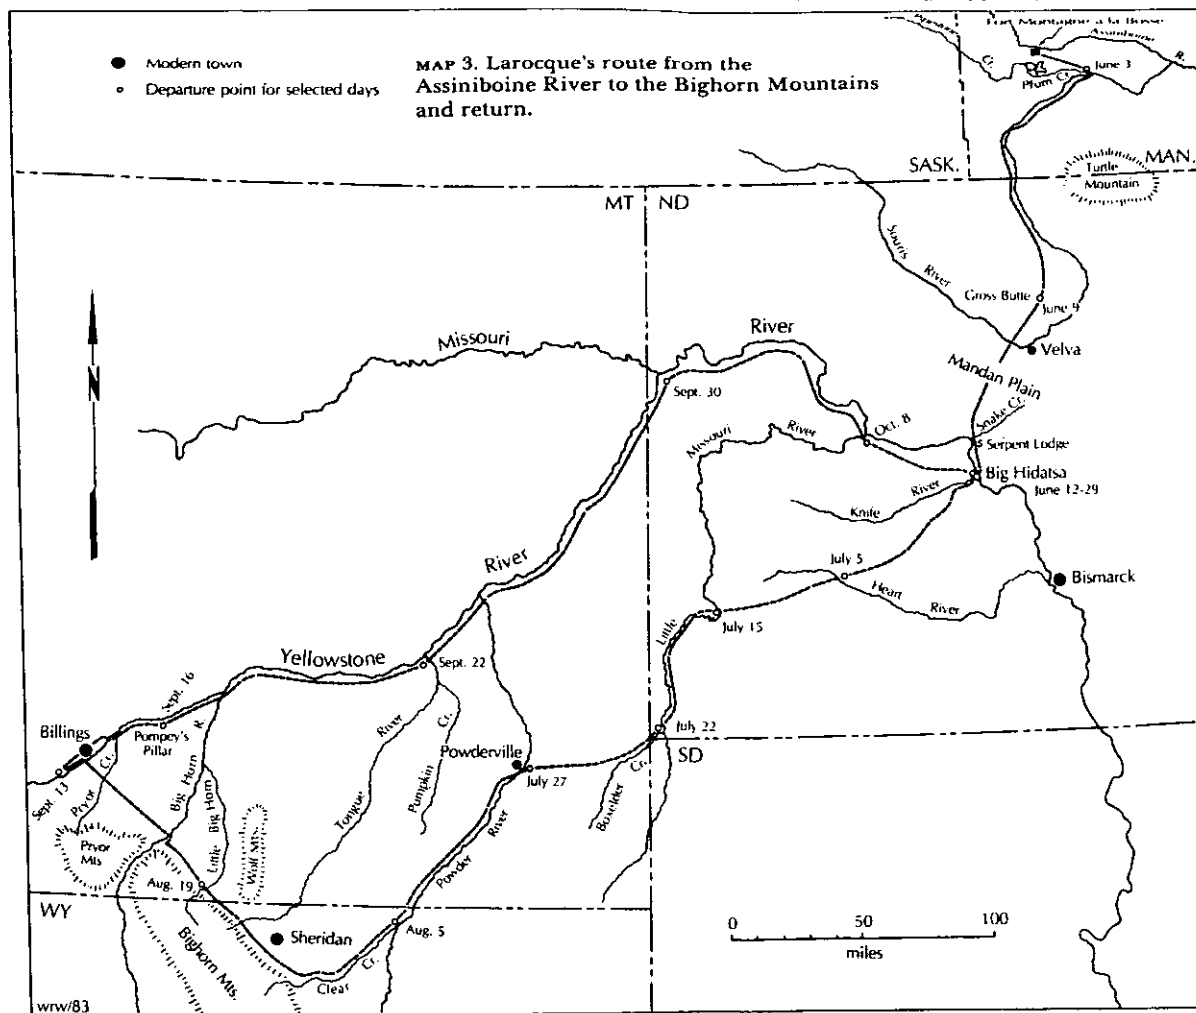 Fort Montagne à la Bosse
Assiniboine
R.
Pipestone
Cr.
Plum Cr.
June 3
Modern town
Departure point for selected days
MAP 3. Larocque's route from the
Assiniboine River to the Bighorn Mountains
and return.
SASK.
MAN.
Turtle
Mountain
MT
ND
Souris
River
Gross Butte
June 9
Velva
Mandan Plain
Snake Cr.
N
Missouri
River
Sept. 30
Oct. 8
Missouri
River
Serpent Lodge
Big Hidatsa
June 12-29
Knife
River
July 5
Heart
River
Bismarck
July 15
Little
River
Yellowstone
Sept. 22
Sept. 16
Billings
Pompey's
Pillar
Sept. 13
Pryor
Cr.
Big Horn
R.
Little
Big Horn
Tongue
River
Pumpkin
Cr.
Powderville
July 27
July 22
SD
Boxelder
Cr.
Powder
River
Pryor
Mts
Wolf Mts.
Aug. 19
WY
Bighorn Mts.
Sheridan
Aug. 5
Clear
Cr.
0
50
100
miles
wrw/83